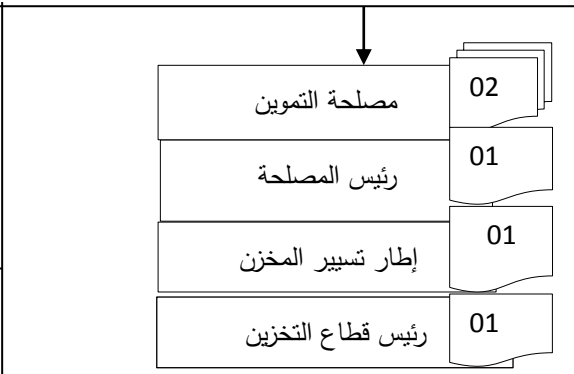 مصلحة التموين 02
رئيس المصلحة 01
إطار تسيير المخزن 01
رئيس قطاع التخزين 01